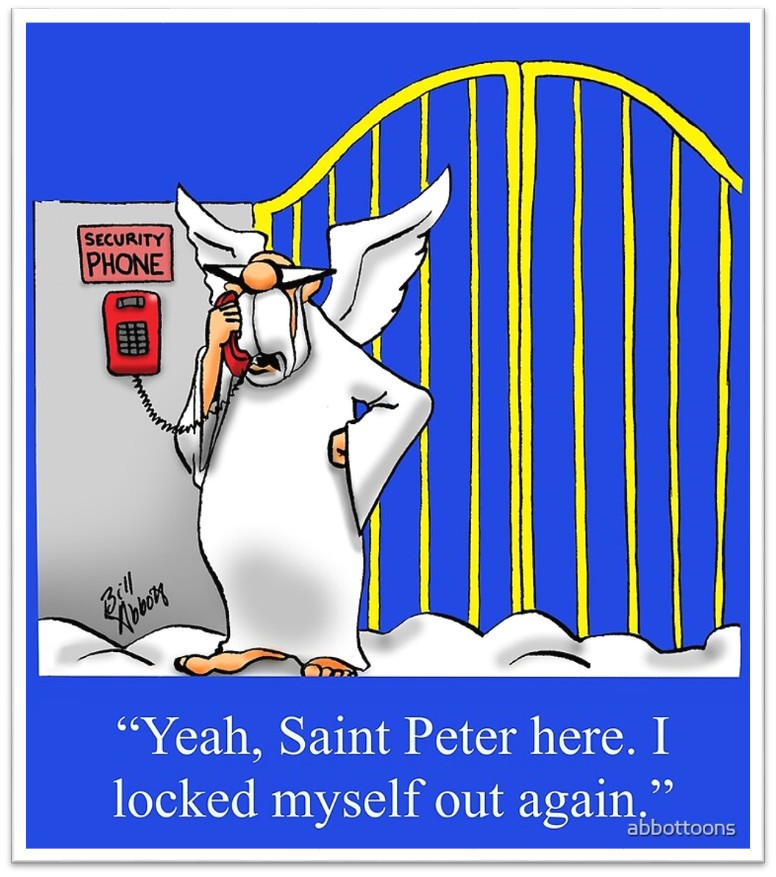 SECURITY
PHONE
Bill
Abbott
“Yeah, Saint Peter here. I
locked myself out again.”
abbottoons